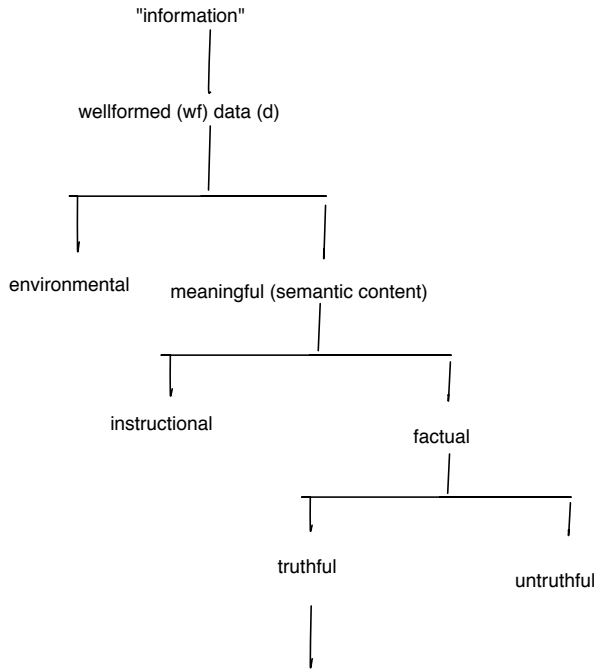 "information"
wellformed (wf) data (d)
environmental
meaningful (semantic content)
instructional
factual
truthful
untruthful